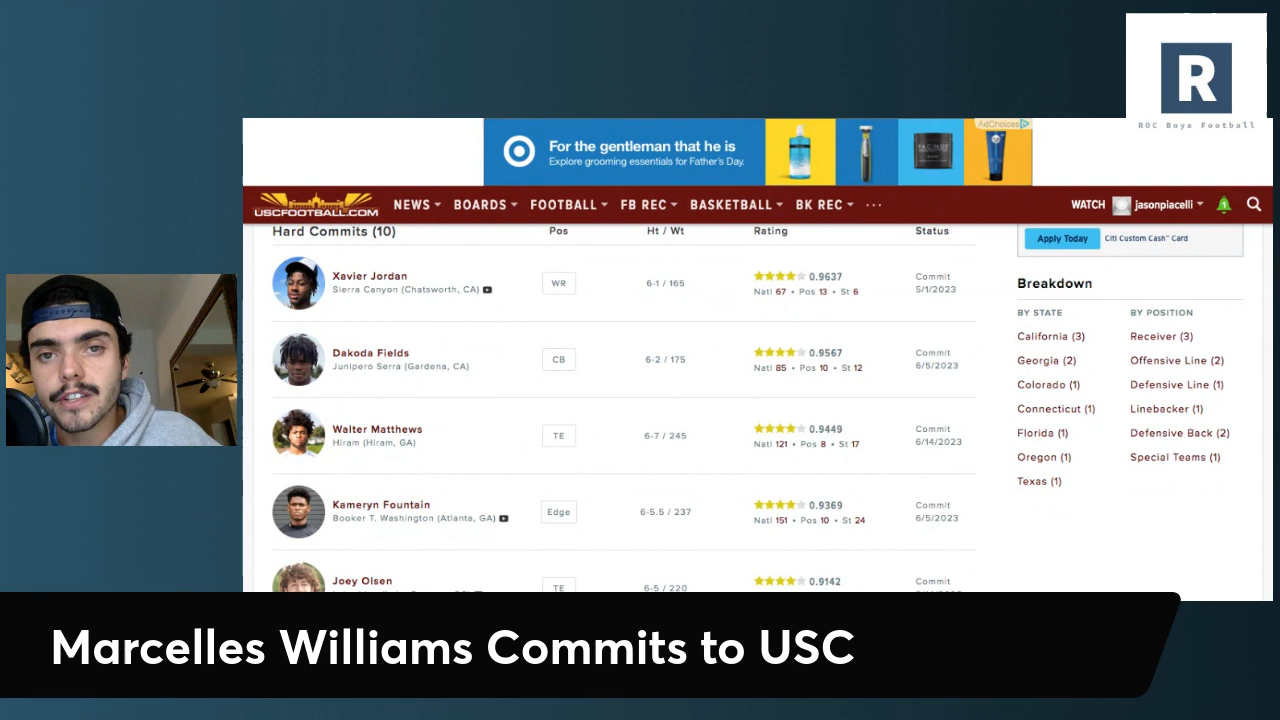 R
ROC Boys Football
AdChoices
For the gentleman that he is
Explore grooming essentials for Father's Day.
USCFOOTBALL.COM
NEWS BOARDS FOOTBALL FB REC BASKETBALL BK REC ... WATCH jasonpiacelli 1
Hard Commits (10) Pos Ht / Wt Rating Status
Apply Today Citi Custom Cash℠ Card
Xavier Jordan
Sierra Canyon (Chatsworth, CA)
WR
6-1 / 165
0.9637
Natl 67 • Pos 13 • St 6
Commit
5/1/2023
Dakoda Fields
Junipero Serra (Gardena, CA)
CB
6-2 / 175
0.9567
Natl 85 • Pos 10 • St 12
Commit
6/5/2023
Walter Matthews
Hiram (Hiram, GA)
TE
6-7 / 245
0.9449
Natl 121 • Pos 8 • St 17
Commit
6/14/2023
Kameryn Fountain
Booker T. Washington (Atlanta, GA)
Edge
6-5.5 / 237
0.9369
Natl 151 • Pos 10 • St 24
Commit
6/5/2023
Joey Olsen
TE
6-5 / 220
0.9142
Commit
Breakdown
BY STATE
California (3)
Georgia (2)
Colorado (1)
Connecticut (1)
Florida (1)
Oregon (1)
Texas (1)
BY POSITION
Receiver (3)
Offensive Line (2)
Defensive Line (1)
Linebacker (1)
Defensive Back (2)
Special Teams (1)
Marcelles Williams Commits to USC